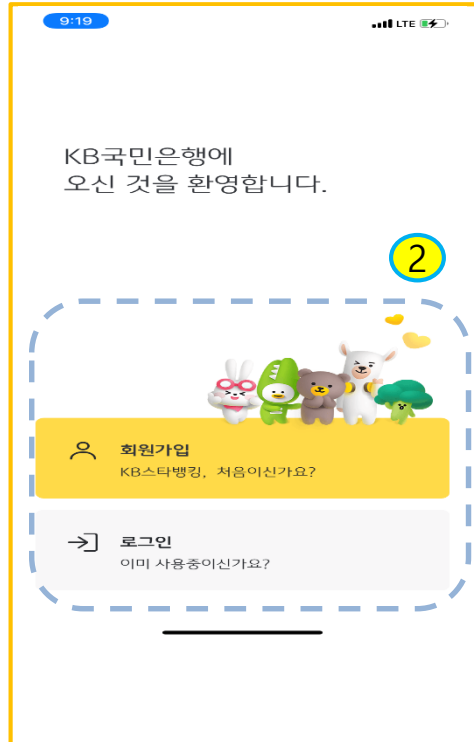 9:19
LTE
KB국민은행에
오신 것을 환영합니다.
2
회원가입
KB스타뱅킹, 처음이신가요?
로그인
이미 사용중이신가요?